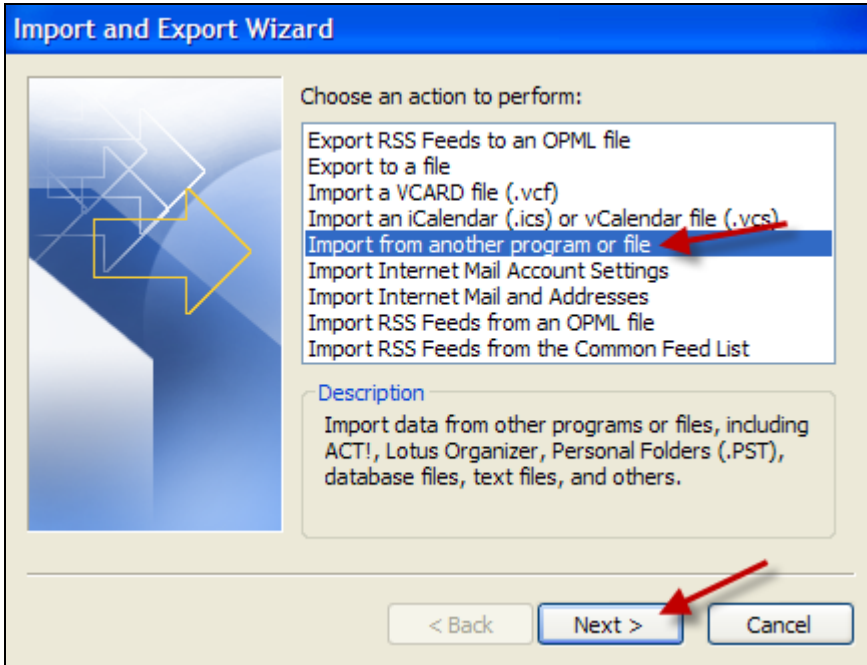 Import and Export Wizard
Choose an action to perform:
Export RSS Feeds to an OPML file
Export to a file
Import a VCARD file (.vcf)
Import an iCalendar (.ics) or vCalendar file (.vcs)
Import from another program or file
Import Internet Mail Account Settings
Import Internet Mail and Addresses
Import RSS Feeds from an OPML file
Import RSS Feeds from the Common Feed List
Description
Import data from other programs or files, including
ACT!, Lotus Organizer, Personal Folders (.PST),
database files, text files, and others.
< Back Next > Cancel